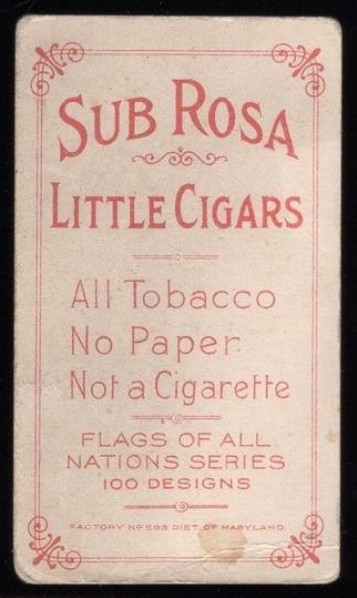 SUB ROSA
LITTLE CIGARS
All Tobacco
No Paper
Not a Cigarette
FLAGS OF ALL
NATIONS SERIES
100 DESIGNS
FACTORY No 503 DIST. OF MARYLAND.